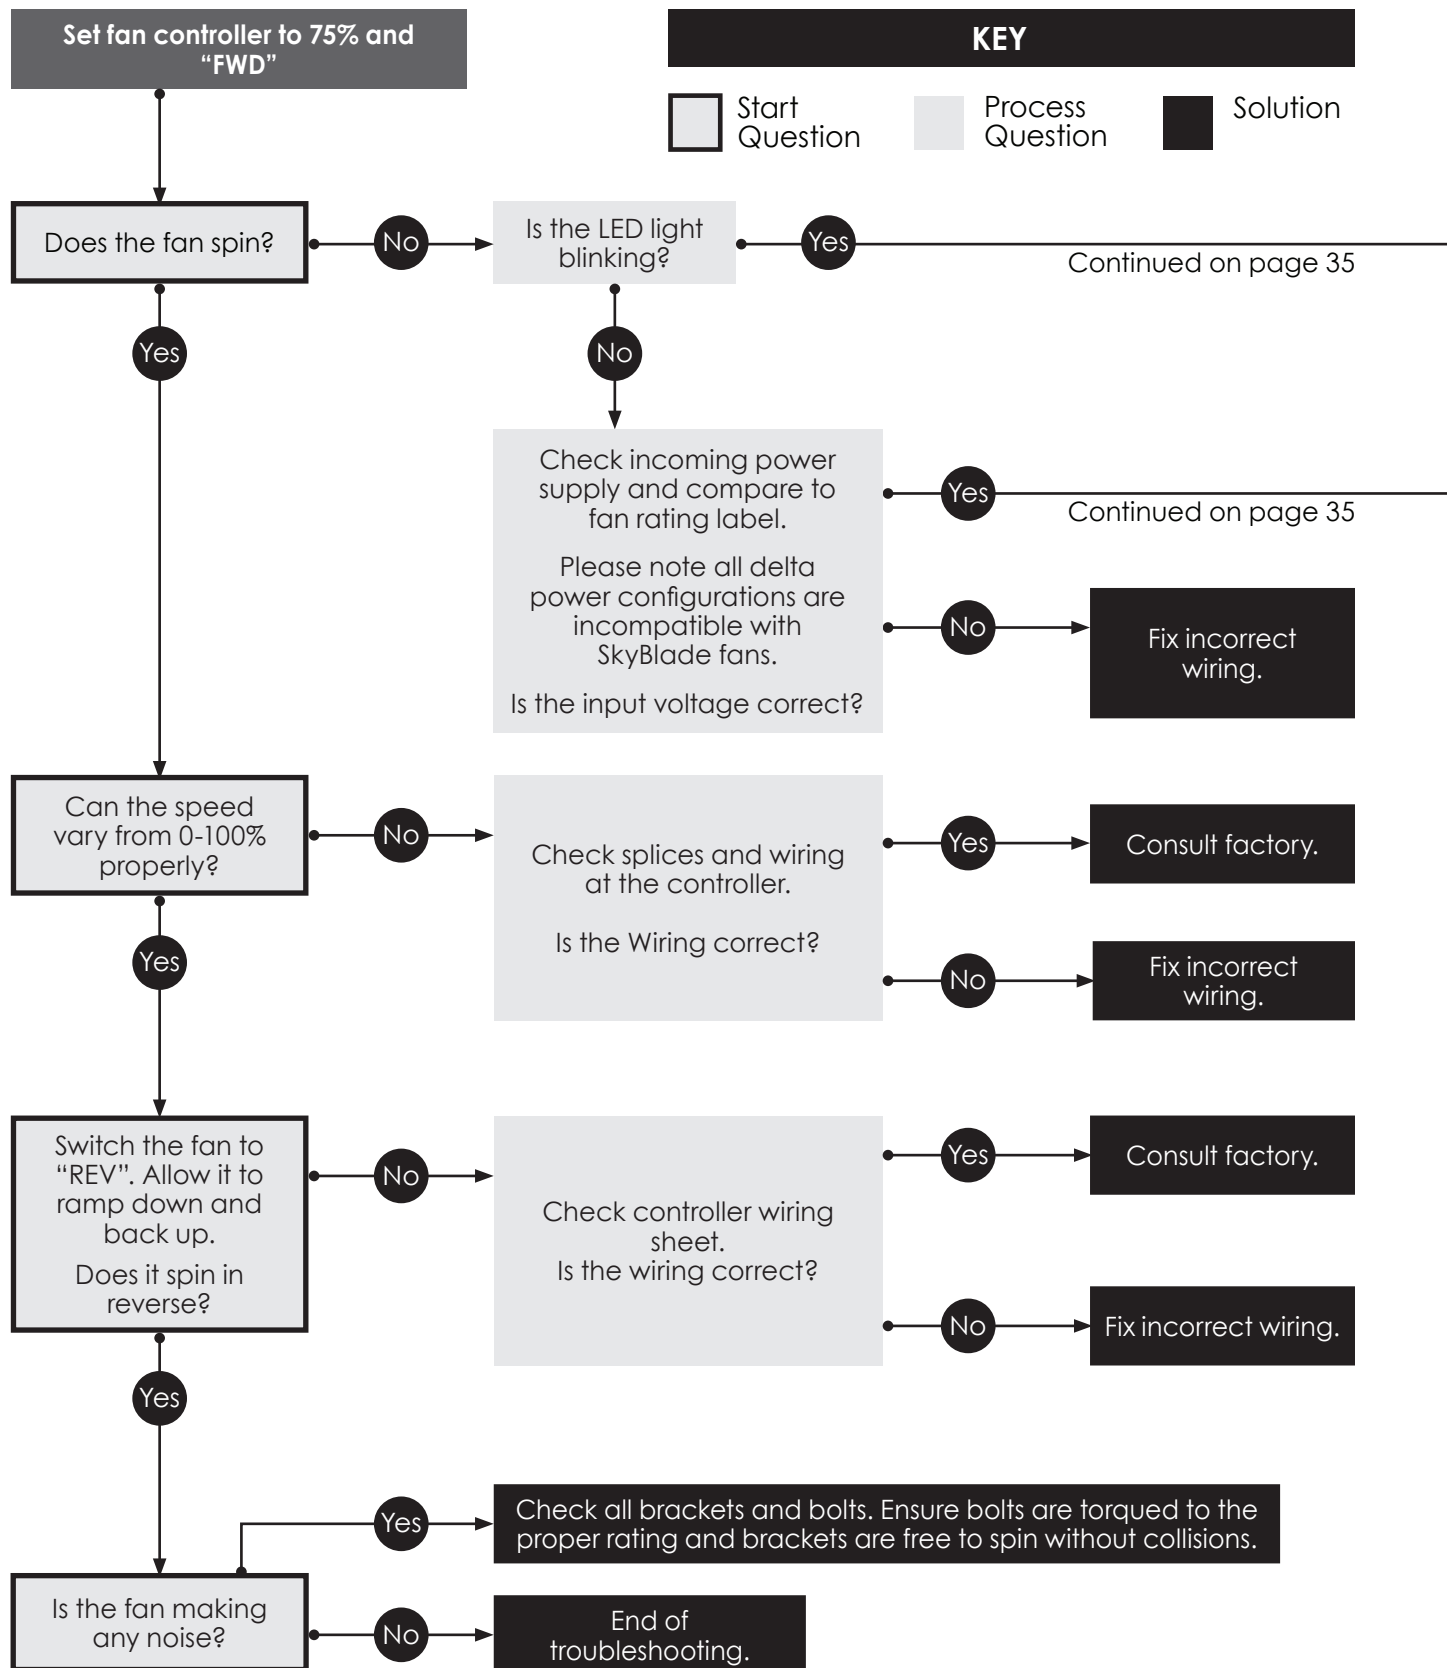 Set fan controller to 75% and
“FWD”
KEY
Start
Question
Process
Question
Solution
Does the fan spin?
No
Is the LED light
blinking?
Yes
Continued on page 35
Yes
No
Check incoming power
supply and compare to
fan rating label.
Please note all delta
power configurations are
incompatible with
SkyBlade fans.
Is the input voltage correct?
Yes
Continued on page 35
No
Fix incorrect
wiring.
Can the speed
vary from 0-100%
properly?
No
Check splices and wiring
at the controller.
Is the Wiring correct?
Yes
Consult factory.
No
Fix incorrect
wiring.
Yes
Switch the fan to
“REV”. Allow it to
ramp down and
back up.
Does it spin in
reverse?
No
Check controller wiring
sheet.
Is the wiring correct?
Yes
Consult factory.
No
Fix incorrect wiring.
Yes
Is the fan making
any noise?
Yes
Check all brackets and bolts. Ensure bolts are torqued to the
proper rating and brackets are free to spin without collisions.
No
End of
troubleshooting.